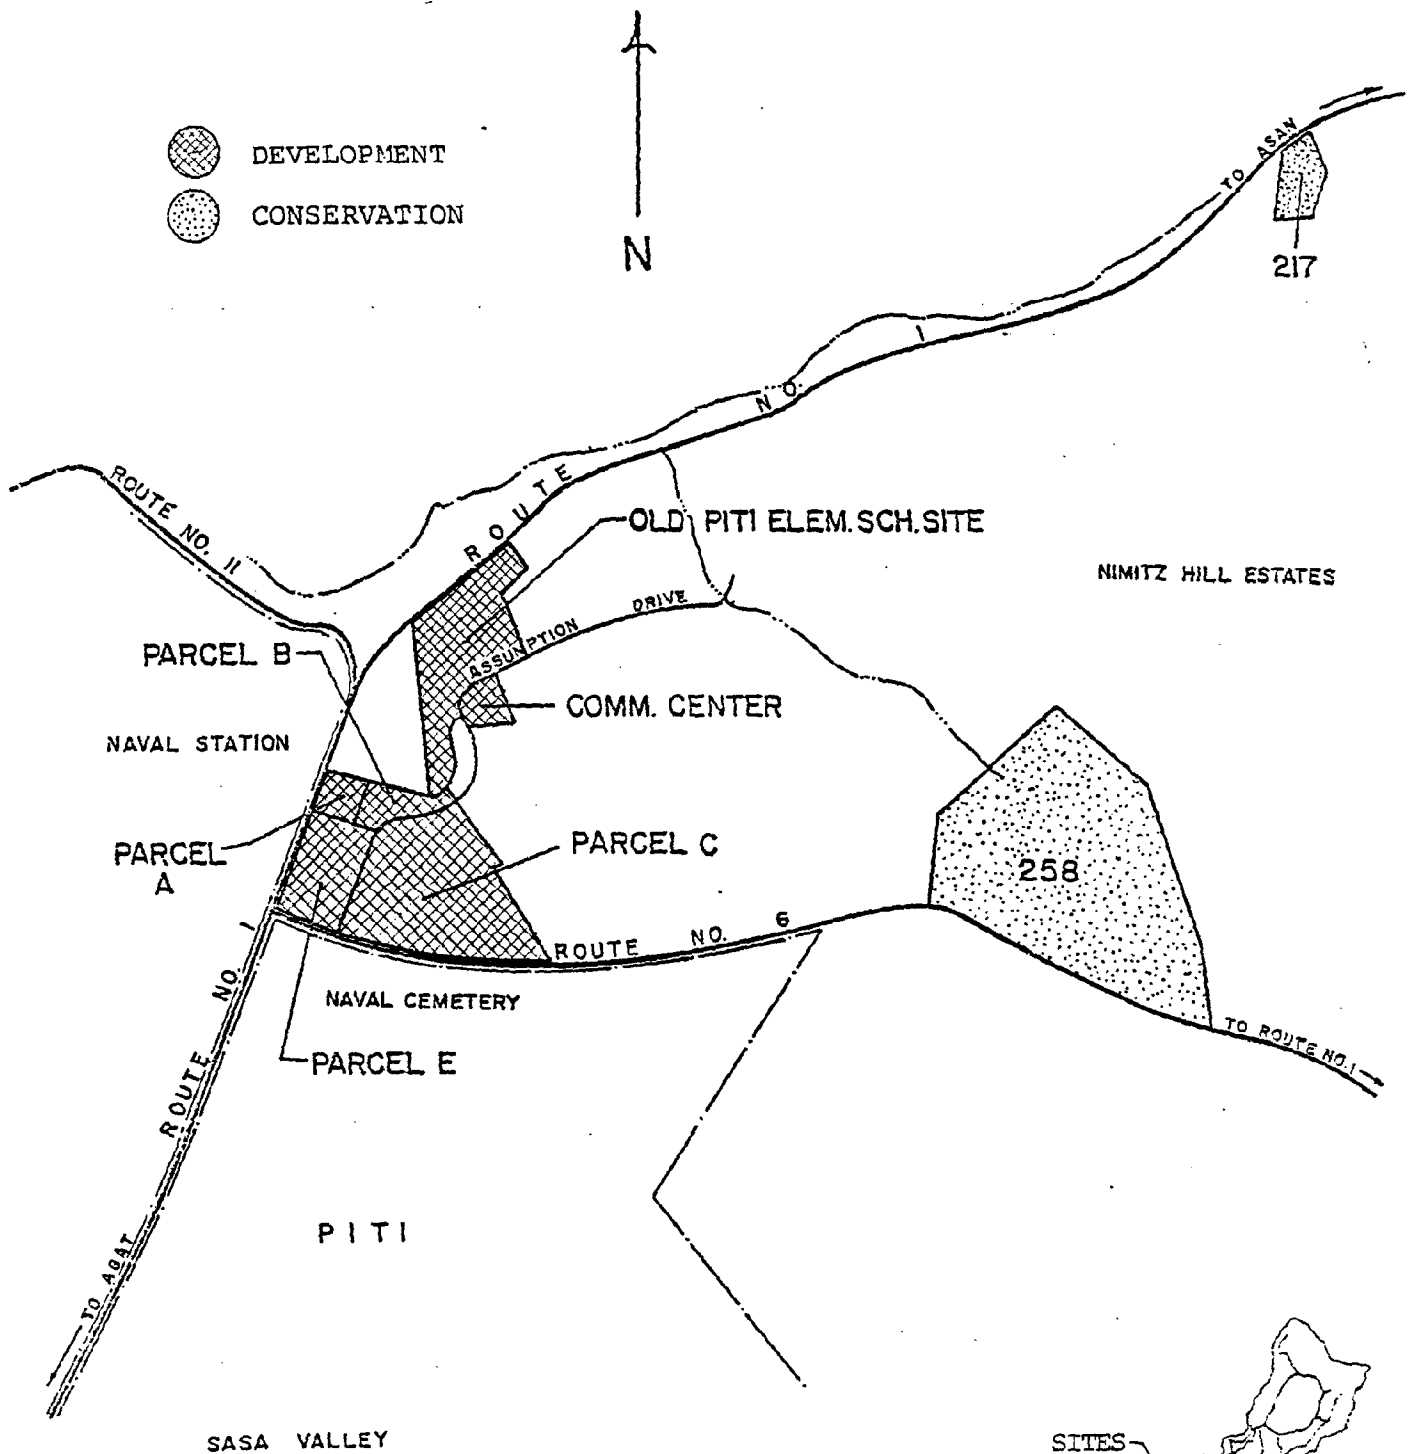 DEVELOPMENT
CONSERVATION
N
TO ASAN
217
ROUTE NO. 1
ROUTE NO. 11
OLD PITI ELEM. SCH. SITE
NIMITZ HILL ESTATES
ASSUMPTION DRIVE
PARCEL B
COMM. CENTER
NAVAL STATION
PARCEL C
PARCEL
A
258
ROUTE NO. 6
NAVAL CEMETERY
TO ROUTE NO. 1
PARCEL E
ROUTE NO. 1
PITI
TO AGAT
SASA VALLEY
SITES